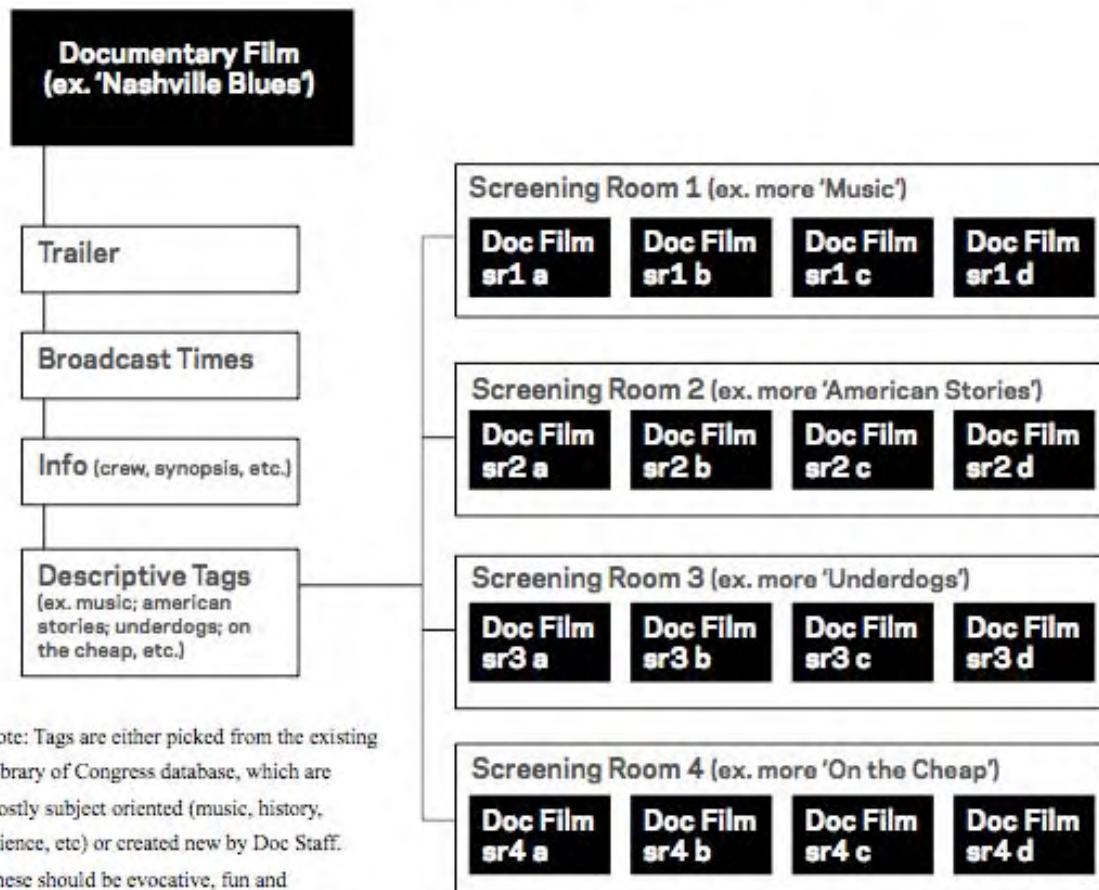 Documentary Film
(ex. 'Nashville Blues')
Trailer
Broadcast Times
Info (crew, synopsis, etc.)
Descriptive Tags
(ex. music; american
stories; underdogs; on
the cheap, etc.)
Tags are either picked from the existing
of Congress database, which are
subject oriented (music, history,
etc) or created new by Doc Staff.
should be evocative, fun and
Screening Room 1 (ex. more 'Music')
Doc Film Doc Film Doc Film Doc Film
sr1 a sr1 b sr1 c sr1 d
Screening Room 2 (ex. more 'American Stories')
Doc Film Doc Film Doc Film Doc Film
sr2 a sr2 b sr2 c sr2 d
Screening Room 3 (ex. more 'Underdogs')
Doc Film Doc Film Doc Film Doc Film
sr3 a sr3 b sr3 c sr3 d
Screening Room 4 (ex. more 'On the Cheap')
Doc Film Doc Film Doc Film Doc Film
sr4 a sr4 b sr4 c sr4 d